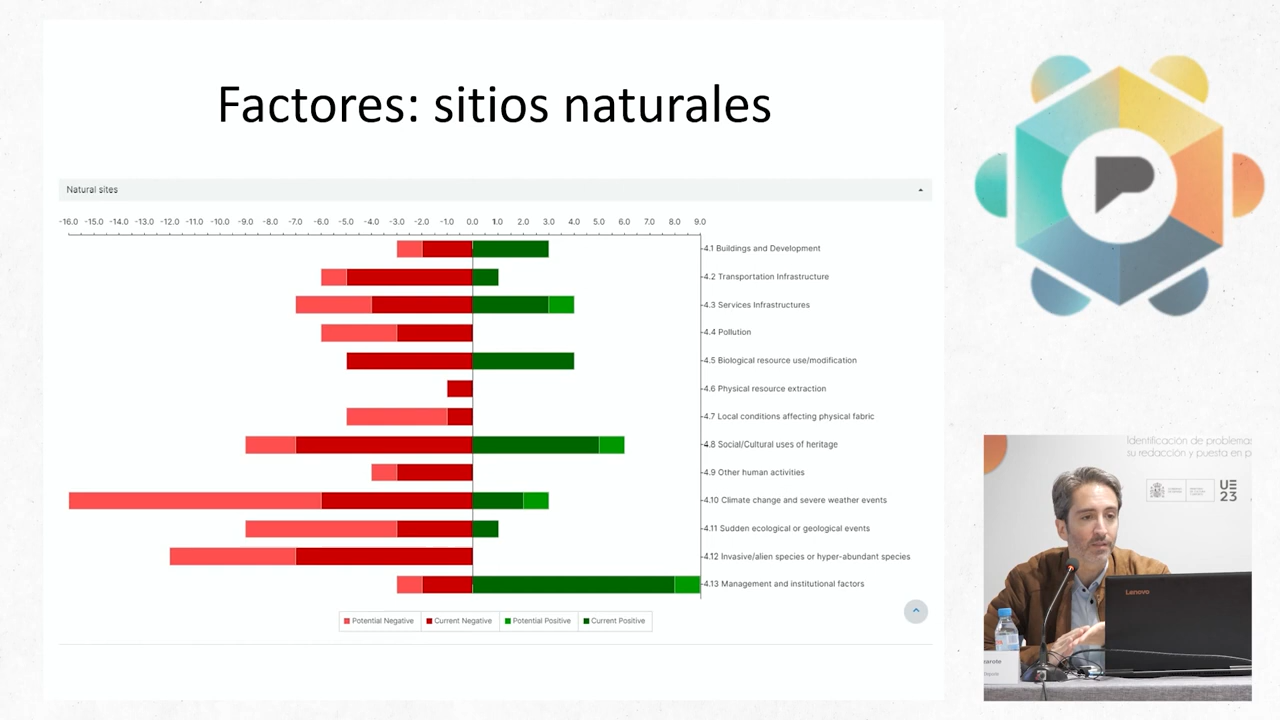 Factores: sitios naturales
Natural sites
-16.0 -15.0 -14.0 -13.0 -12.0 -11.0 -10.0 -9.0 -8.0 -7.0 -6.0 -5.0 -4.0 -3.0 -2.0 -1.0 0.0 1.0 2.0 3.0 4.0 5.0 6.0 7.0 8.0 9.0
4.1 Buildings and Development
4.2 Transportation Infrastructure
4.3 Services Infrastructures
4.4 Pollution
4.5 Biological resource use/modification
4.6 Physical resource extraction
4.7 Local conditions affecting physical fabric
4.8 Social/Cultural uses of heritage
4.9 Other human activities
4.10 Climate change and severe weather events
4.11 Sudden ecological or geological events
4.12 Invasive/alien species or hyper-abundant species
4.13 Management and institutional factors
Potential Negative Current Negative Potential Positive Current Positive
Identificación de problemas
su redacción y puesta en p
UE
23
Lenovo